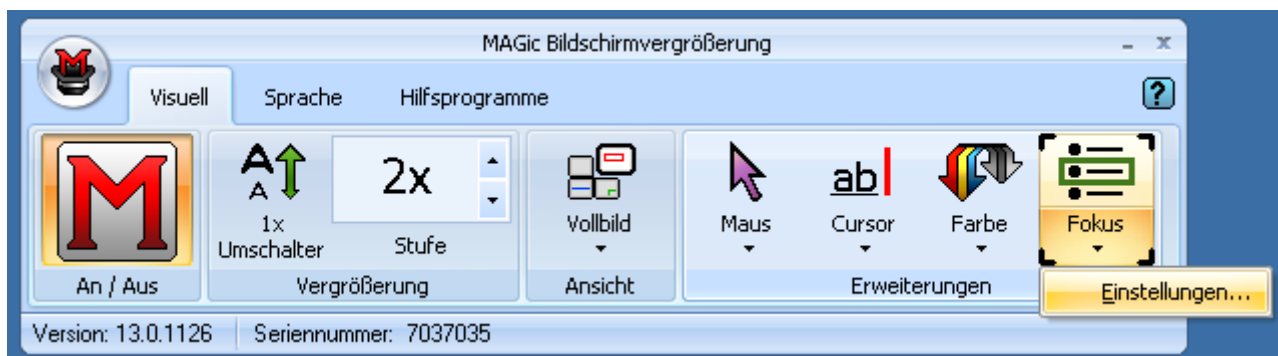 MAGic Bildschirmvergrößerung
Visuell Sprache Hilfsprogramme
1x
Umschalter
2x
Stufe
Vollbild
Maus
ab
Cursor
Farbe
Fokus
An / Aus
Vergrößerung
Ansicht
Erweiterungen
Einstellungen...
Version: 13.0.1126 Seriennummer: 7037035